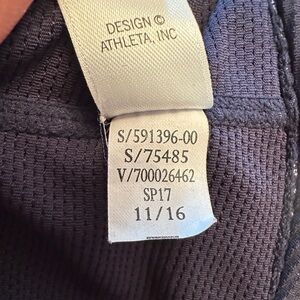 DESIGN ©
ATHLETA, INC
S/591396-00
S/75485
V/700026462
SP17
11/16